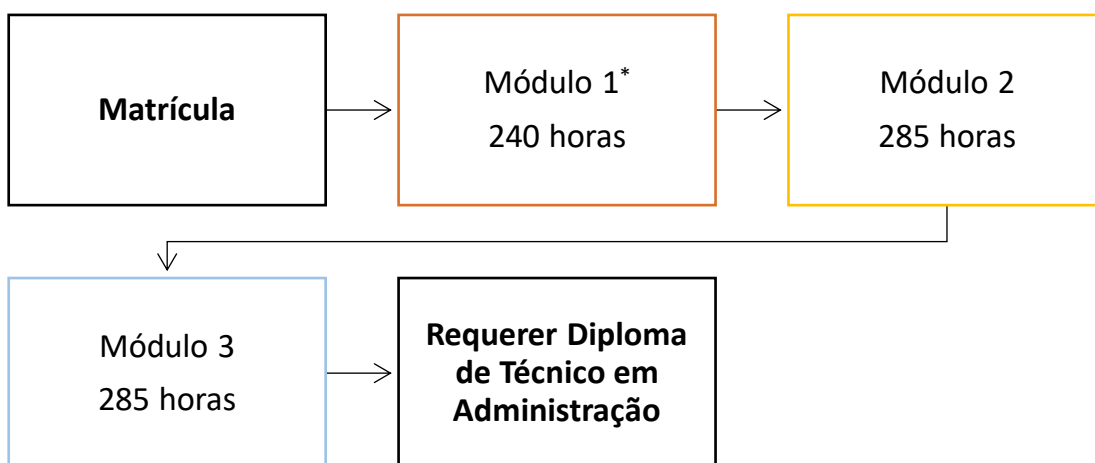 Matrícula
Módulo 1*
240 horas
Módulo 2
285 horas
Módulo 3
285 horas
Requerer Diploma
de Técnico em
Administração